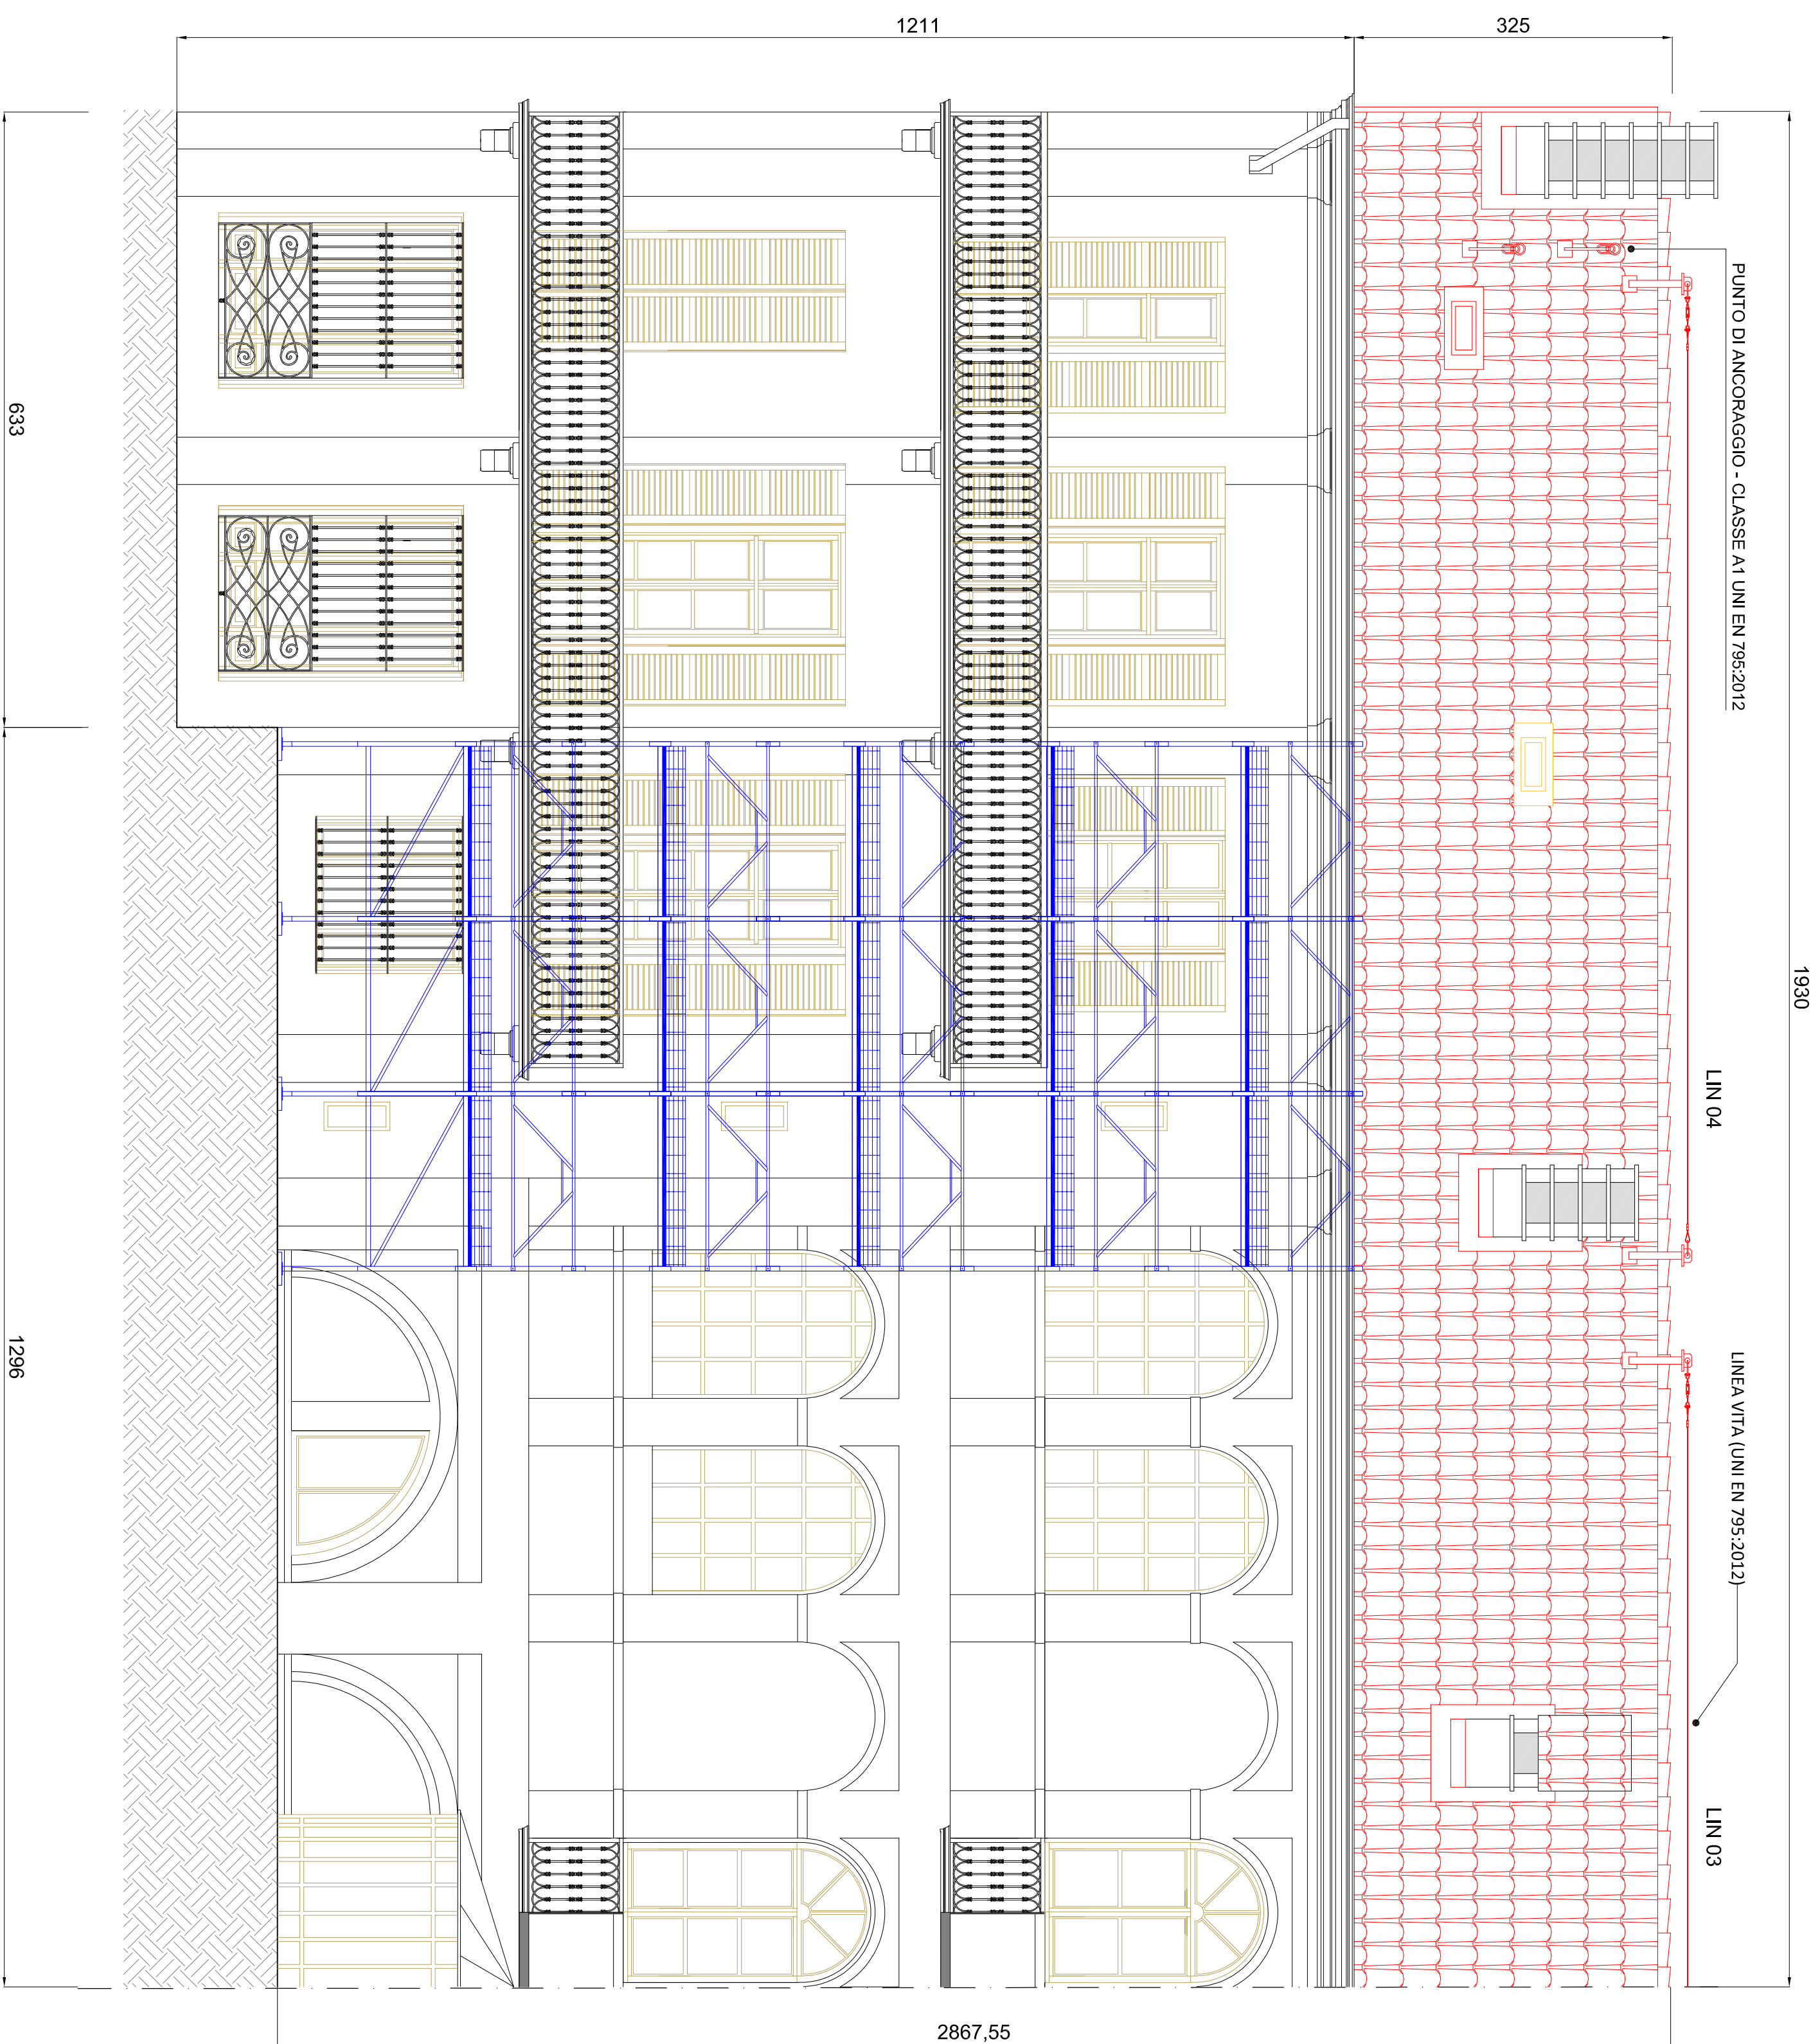 1930
LINEA VITA (UNI EN 795:2012)
PUNTO DI ANCORAGGIO - CLASSE A1 UNI EN 795:2012
LIN 04
LIN 03
325
1211
2867,55
633
1296